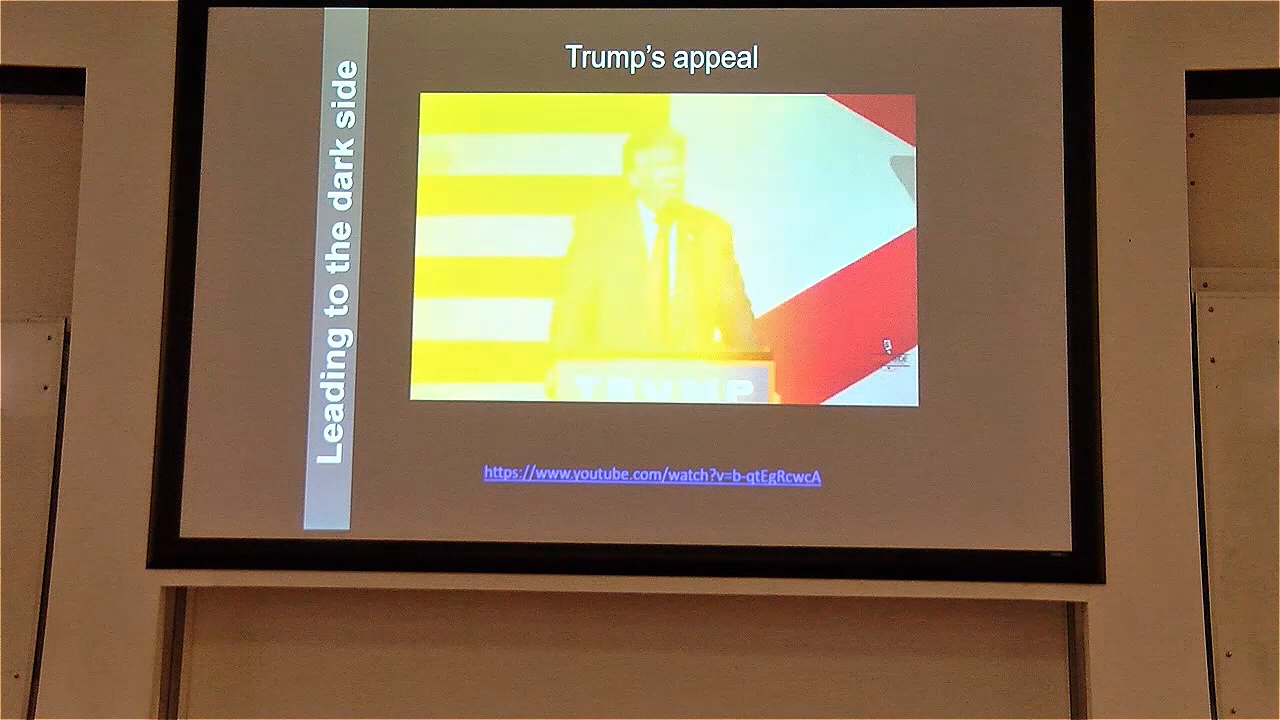 Trump's appeal
Leading to the dark side
TRUMP
https://www.youtube.com/watch?v=b-qtEgRcwcA